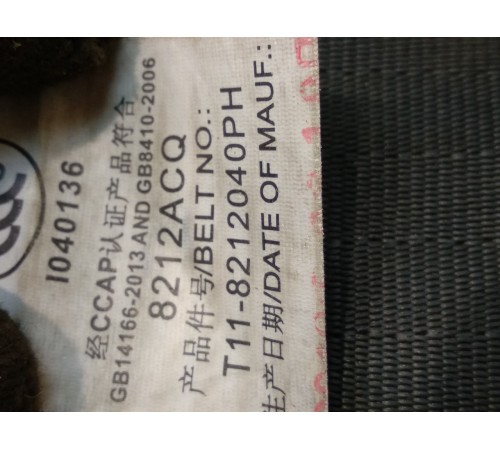 CCC
I040136
经CCAP认证产品符合
GB14166-2013 AND GB8410-2006
8212ACQ
产品件号/BELT NO.:
T11-8212040PH
生产日期/DATE OF MAUF.: